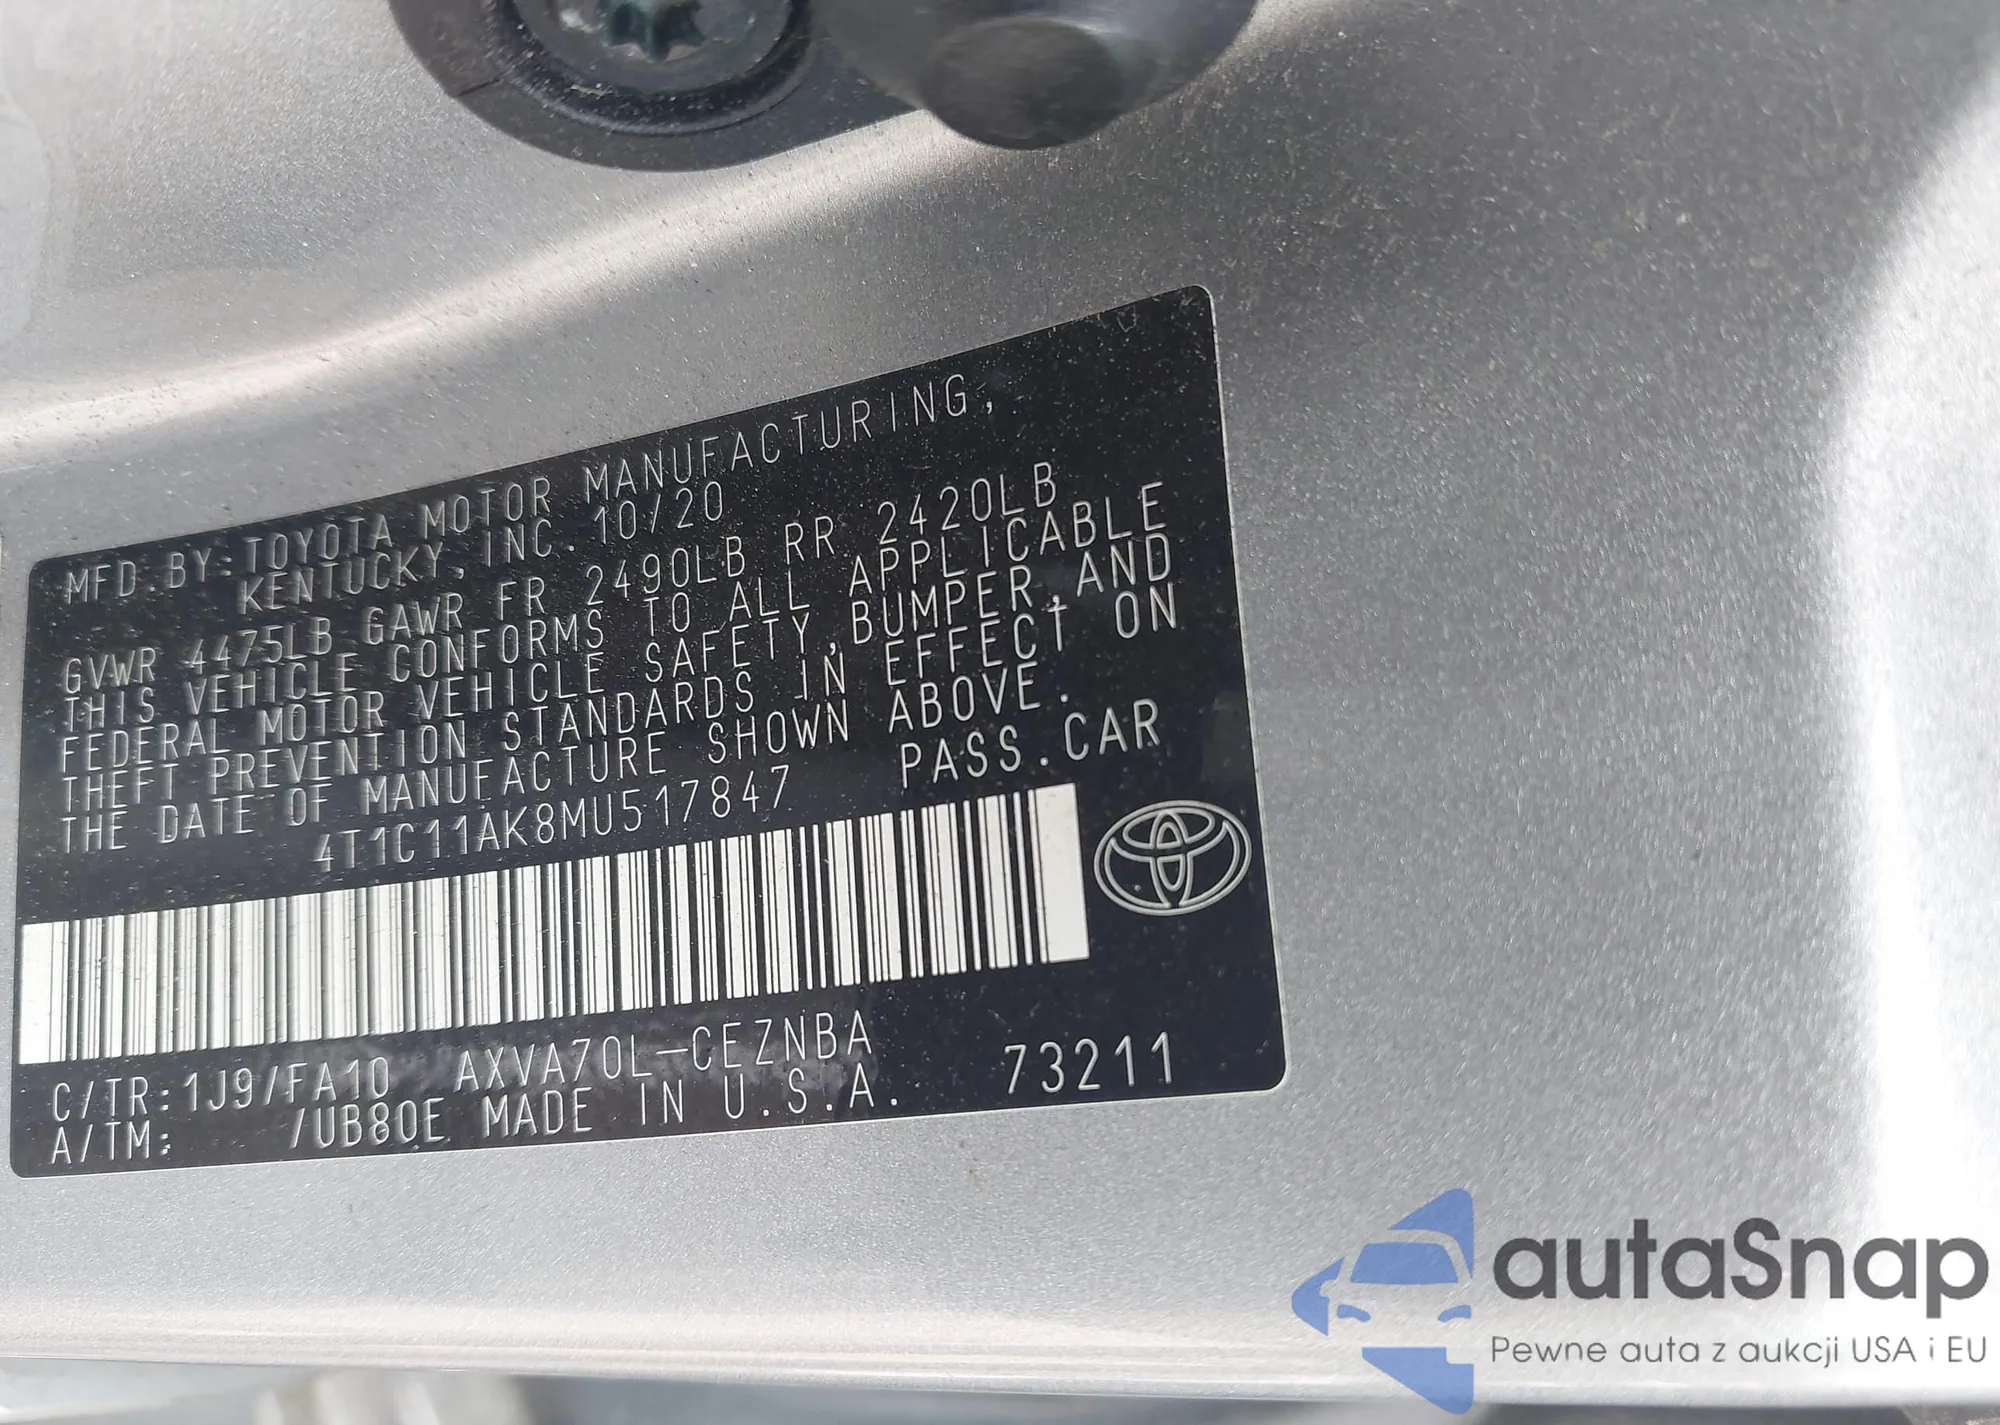 MFD. BY: TOYOTA MOTOR MANUFACTURING,
KENTUCKY, INC. 10/20
GVWR 4475LB GAWR FR 2490LB RR 2420LB
THIS VEHICLE CONFORMS TO ALL APPLICABLE
FEDERAL MOTOR VEHICLE SAFETY, BUMPER, AND
THEFT PREVENTION STANDARDS IN EFFECT ON
THE DATE OF MANUFACTURE SHOWN ABOVE.
4T1C11AK8MU517847 PASS. CAR
C/TR: 1J9/FA10 AXVA70L-CEZNBA 73211
A/TM: /UB80E MADE IN U.S.A.
autaSnap
Pewne auta z aukcji USA i EU